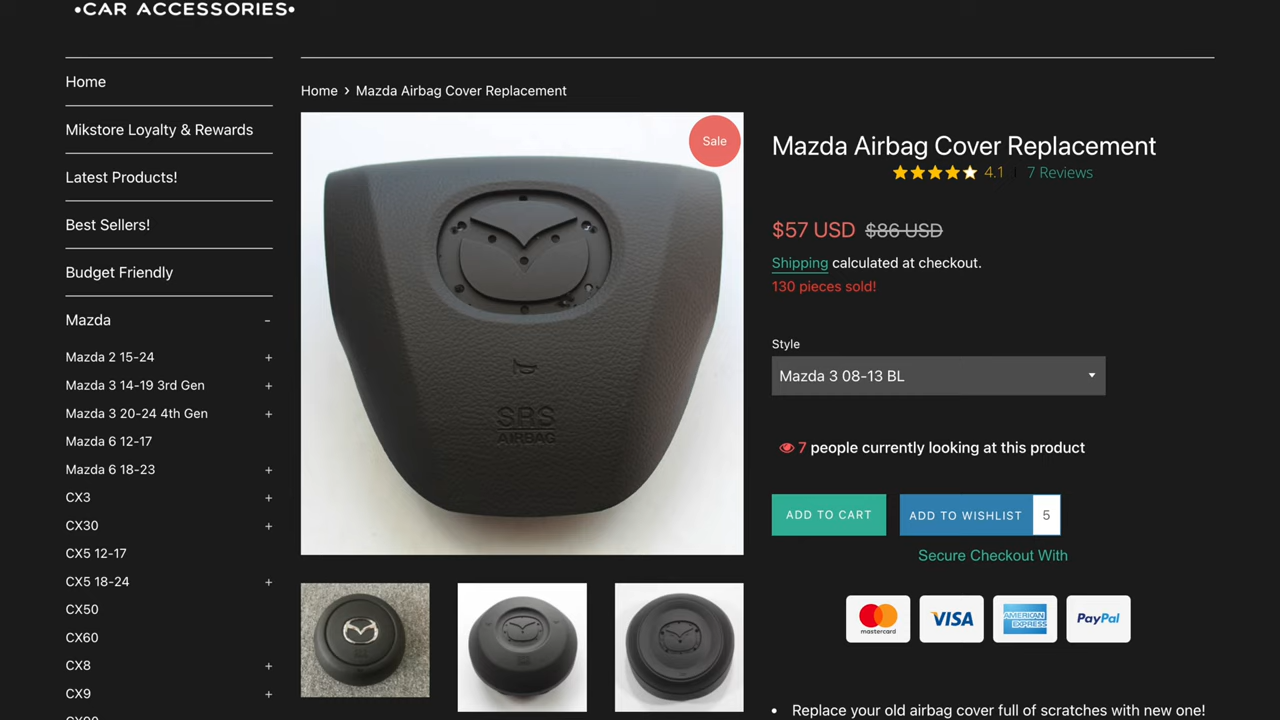 •CAR ACCESSORIES•
Home
Mikstore Loyalty & Rewards
Latest Products!
Best Sellers!
Budget Friendly
Mazda -
Mazda 2 15-24 +
Mazda 3 14-19 3rd Gen +
Mazda 3 20-24 4th Gen +
Mazda 6 12-17
Mazda 6 18-23 +
CX3 +
CX30 +
CX5 12-17
CX5 18-24 +
CX50
CX60
CX8 +
CX9 +
Home › Mazda Airbag Cover Replacement
Sale
SRS
AIRBAG
Mazda Airbag Cover Replacement
4.1 | 7 Reviews
$57 USD $86 USD
Shipping calculated at checkout.
130 pieces sold!
Style
Mazda 3 08-13 BL
7 people currently looking at this product
ADD TO CART
ADD TO WISHLIST 5
Secure Checkout With
mastercard
VISA
AMERICAN EXPRESS
PayPal
• Replace your old airbag cover full of scratches with new one!